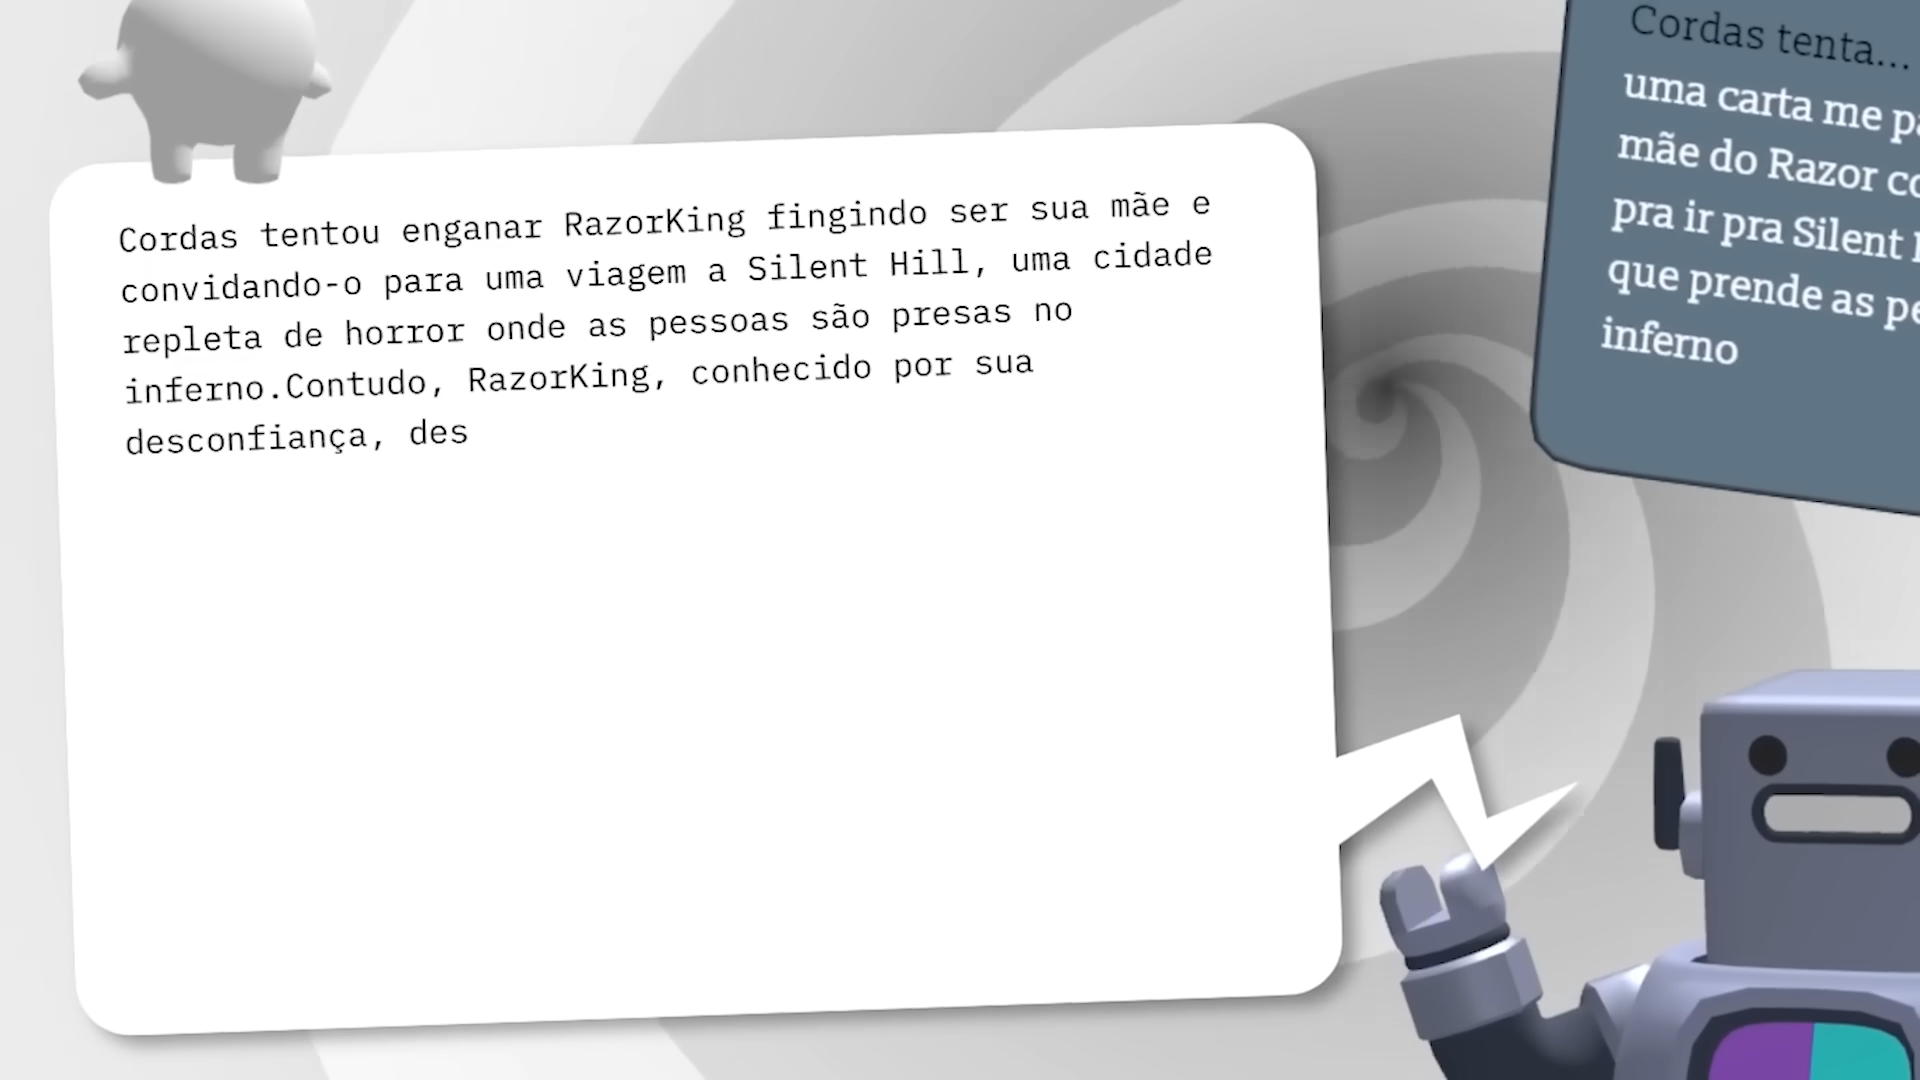 Cordas tentou enganar RazorKing fingindo ser sua mãe e
convidando-o para uma viagem a Silent Hill, uma cidade
repleta de horror onde as pessoas são presas no
inferno.Contudo, RazorKing, conhecido por sua
desconfiança, des
Cordas tenta...
uma carta me
mãe do Razor
pra ir pra Silent
que prende as
inferno